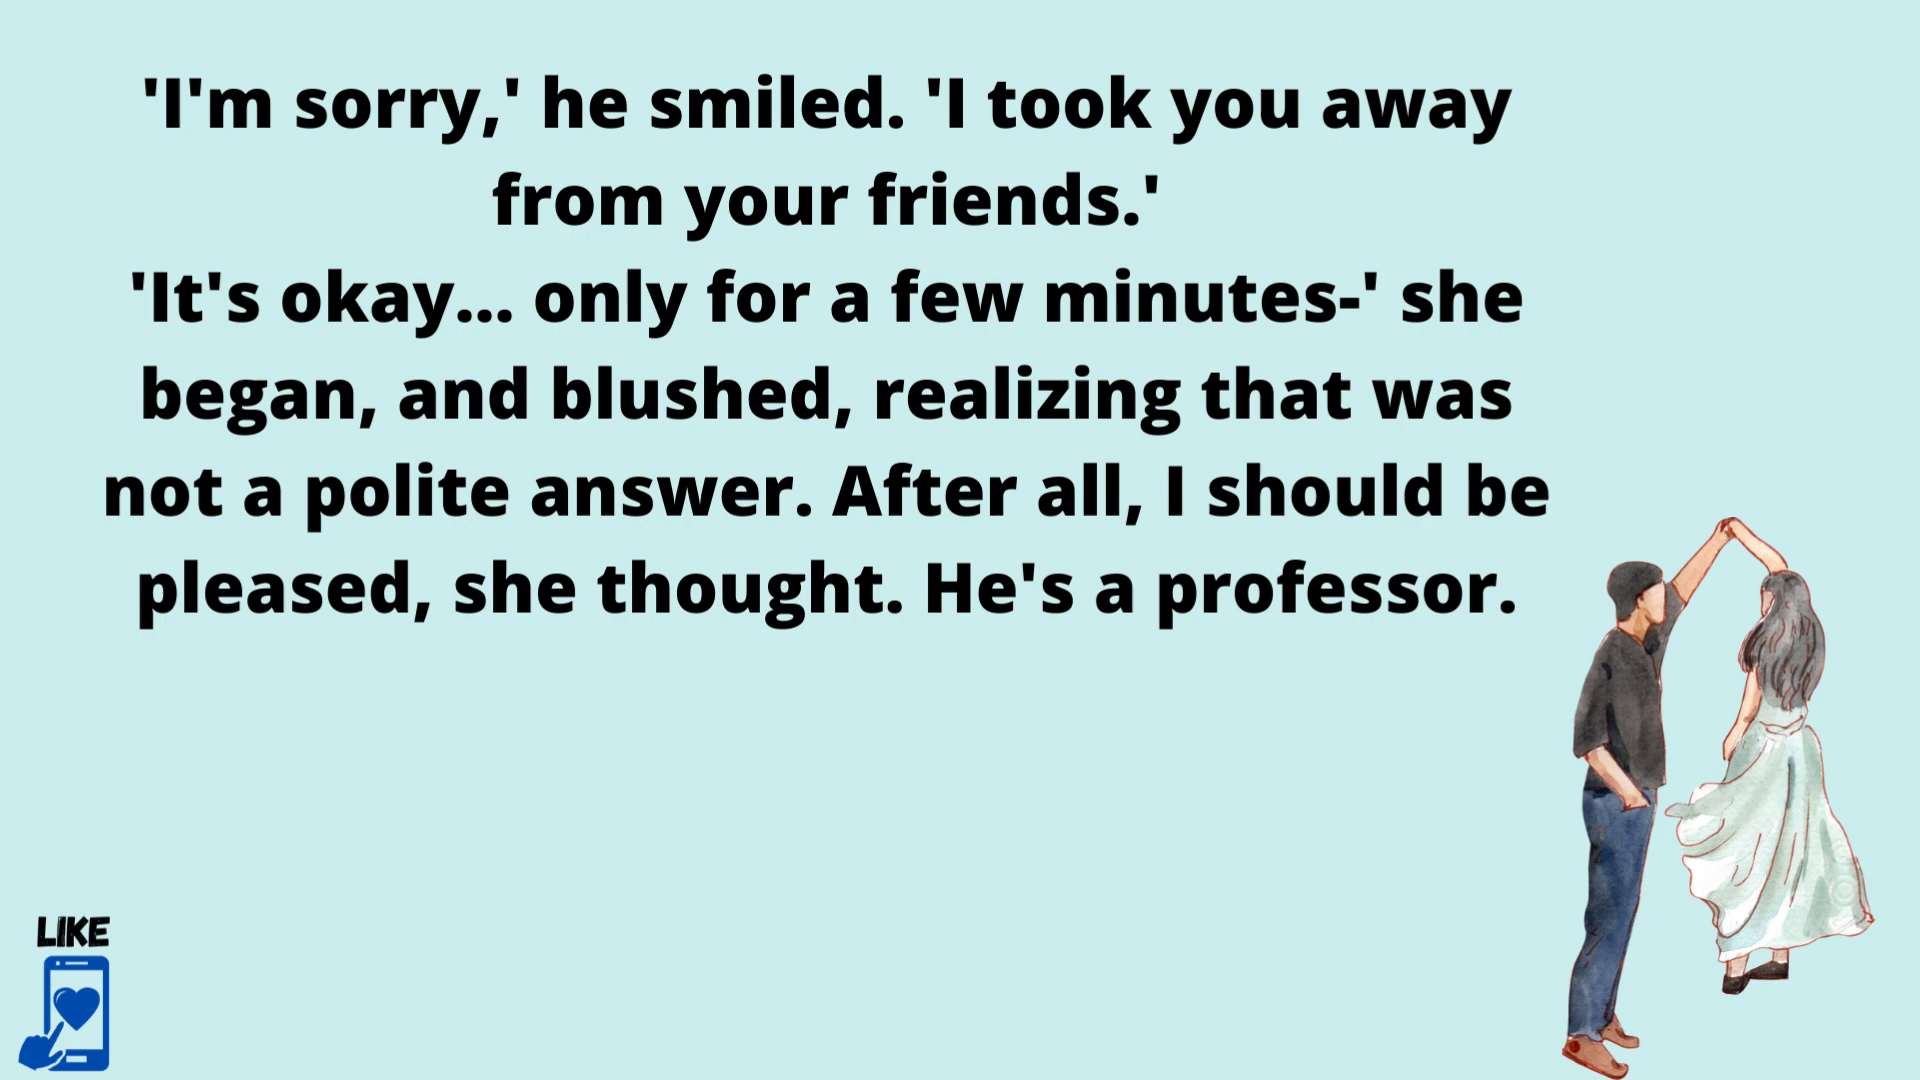 'I'm sorry,' he smiled. 'I took you away
from your friends.'
'It's okay... only for a few minutes-' she
began, and blushed, realizing that was
not a polite answer. After all, I should be
pleased, she thought. He's a professor.
LIKE